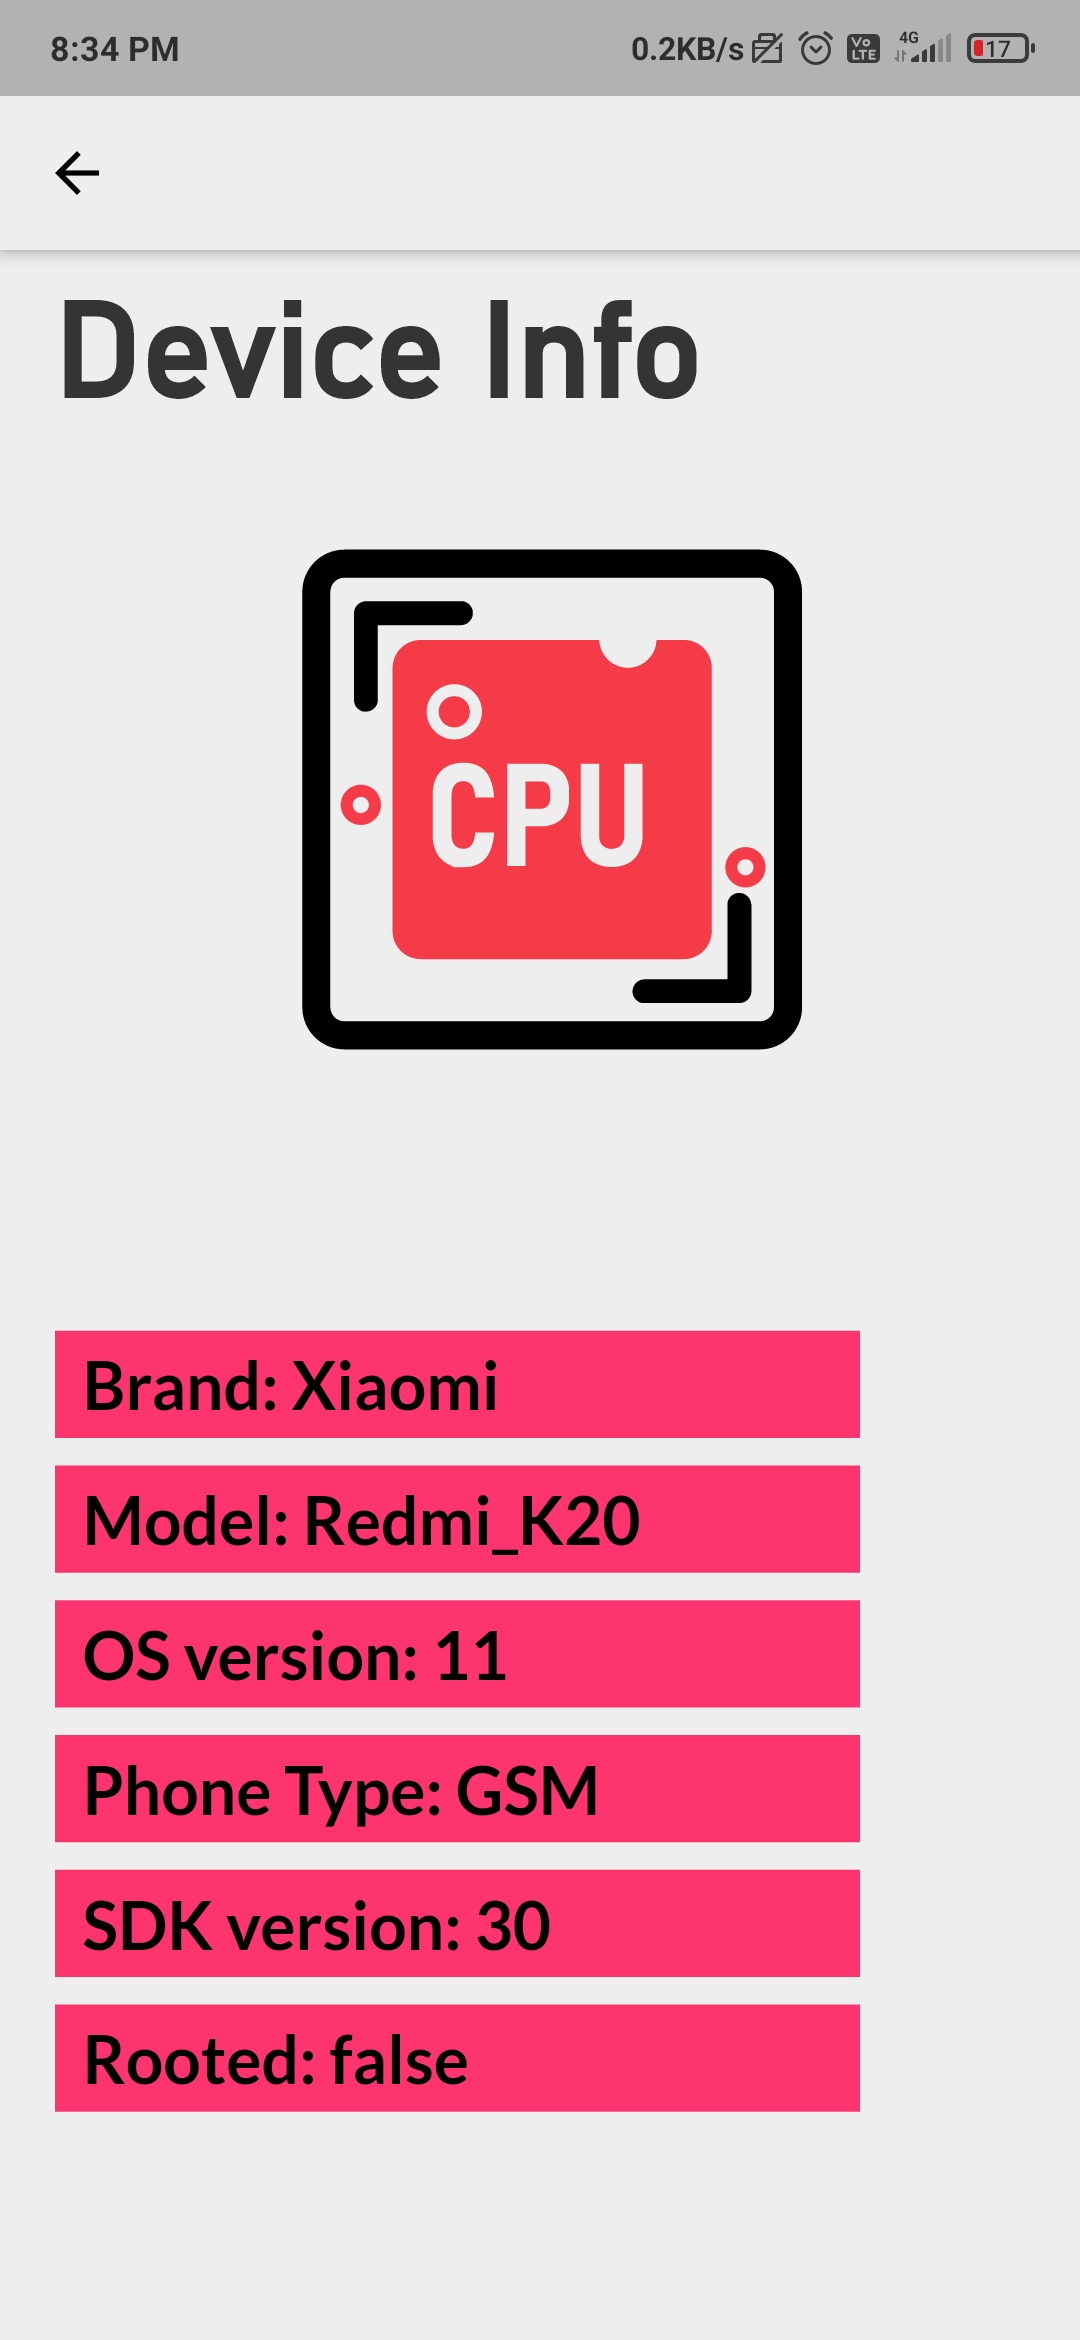 8:34 PM 0.2KB/s Vo LTE 4G 17
Device Info
CPU
Brand: Xiaomi
Model: Redmi_K20
OS version: 11
Phone Type: GSM
SDK version: 30
Rooted: false